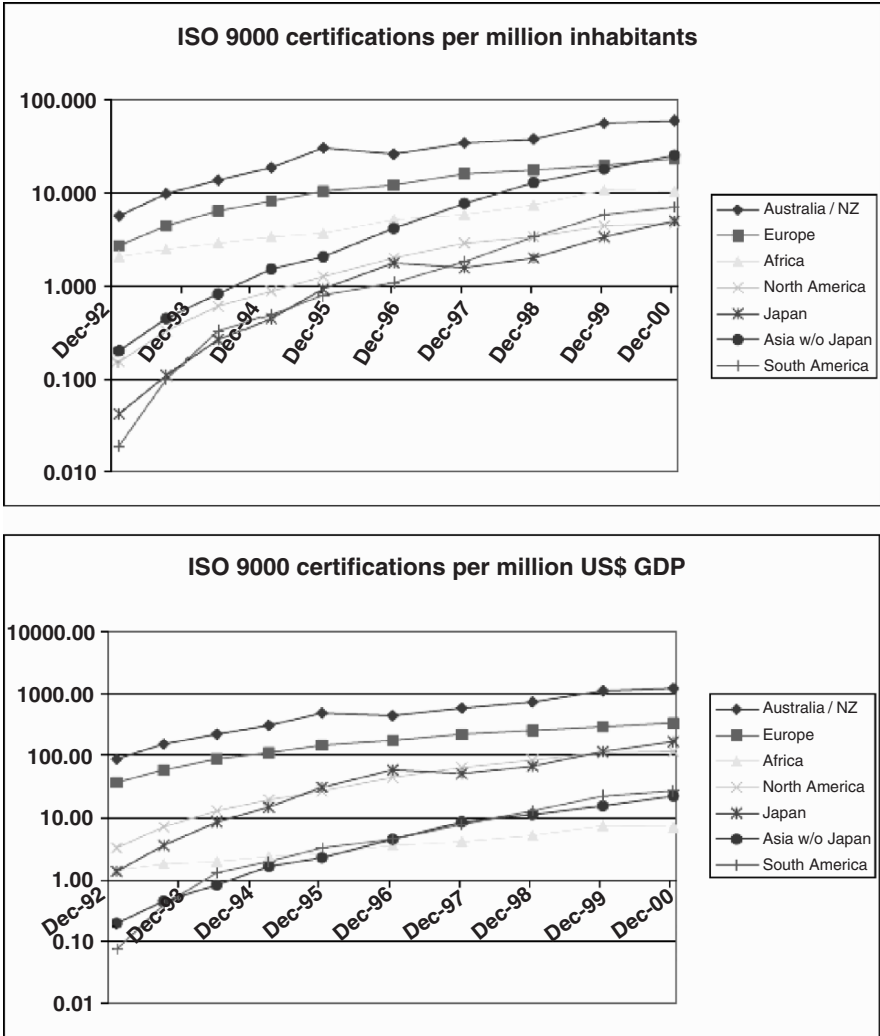 ISO 9000 certifications per million inhabitants
100.000
10.000
1.000
0.100
0.010
Dec-92
Dec-93
Dec-94
Dec-95
Dec-96
Dec-97
Dec-98
Dec-99
Dec-00
Australia / NZ
Europe
Africa
North America
Japan
Asia w/o Japan
South America
ISO 9000 certifications per million US$ GDP
10000.00
1000.00
100.00
10.00
1.00
0.10
0.01
Dec-92
Dec-93
Dec-94
Dec-95
Dec-96
Dec-97
Dec-98
Dec-99
Dec-00
Australia / NZ
Europe
Africa
North America
Japan
Asia w/o Japan
South America